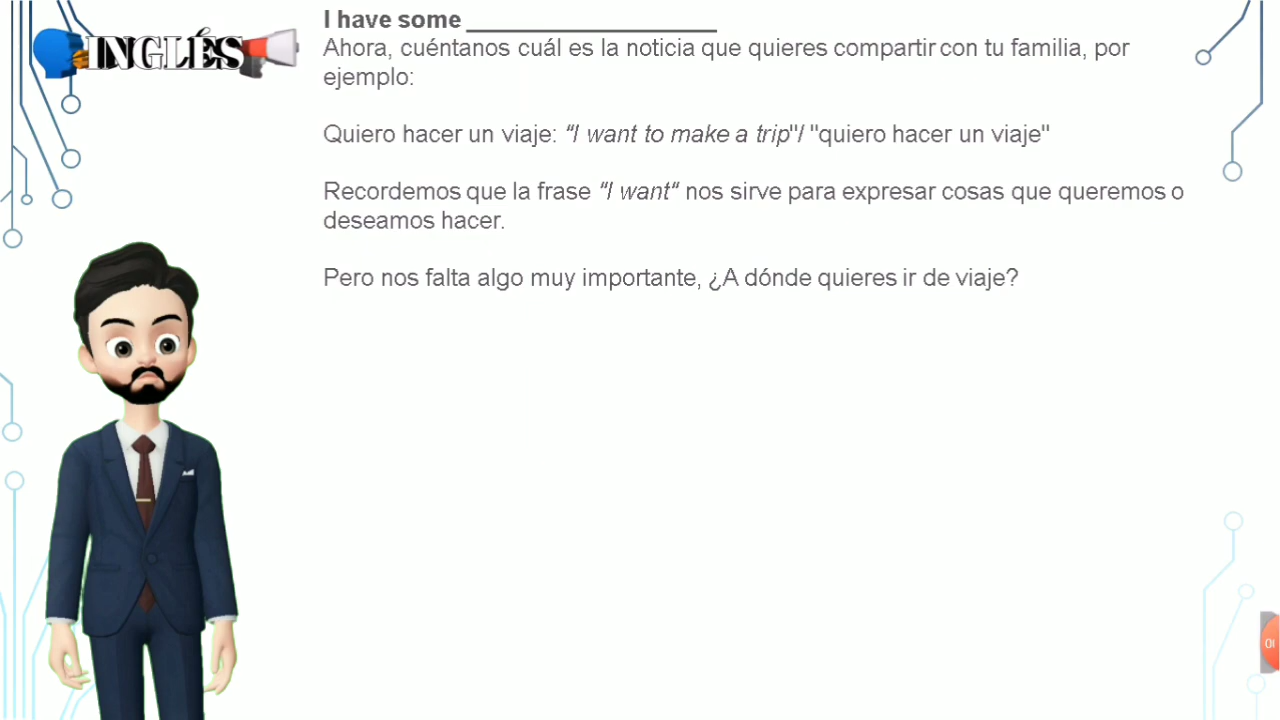 I have some ___________________
INGLÉS
Ahora, cuéntanos cuál es la noticia que quieres compartir con tu familia, por
ejemplo:
Quiero hacer un viaje: "I want to make a trip"/ "quiero hacer un viaje"
Recordemos que la frase "I want" nos sirve para expresar cosas que queremos o
deseamos hacer.
Pero nos falta algo muy importante, ¿A dónde quieres ir de viaje?